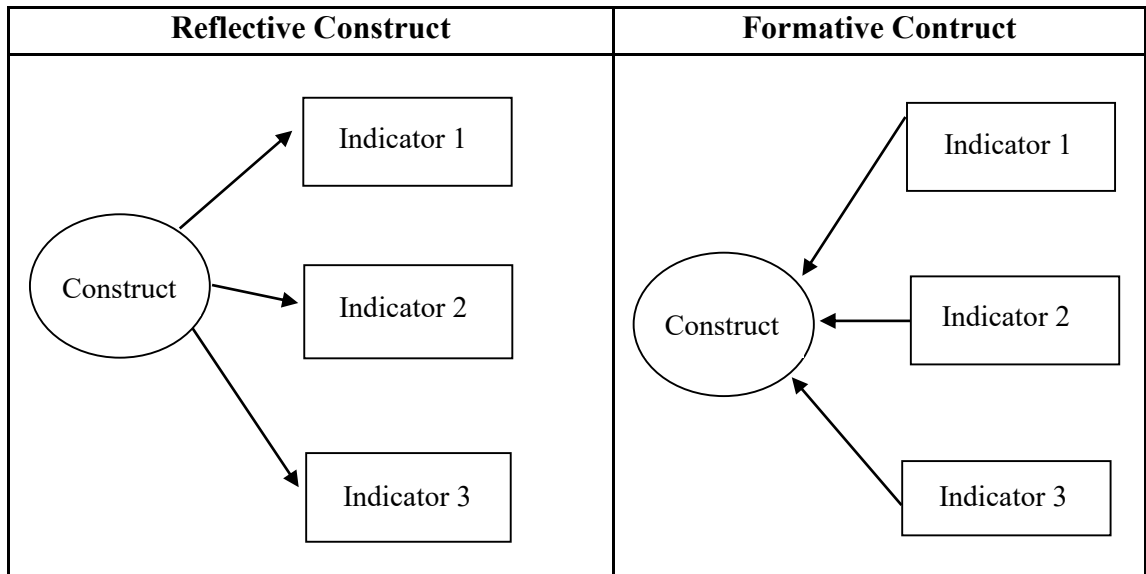 Reflective Construct
Formative Contruct
Indicator 1
Construct
Indicator 2
Indicator 3
Indicator 1
Construct
Indicator 2
Indicator 3